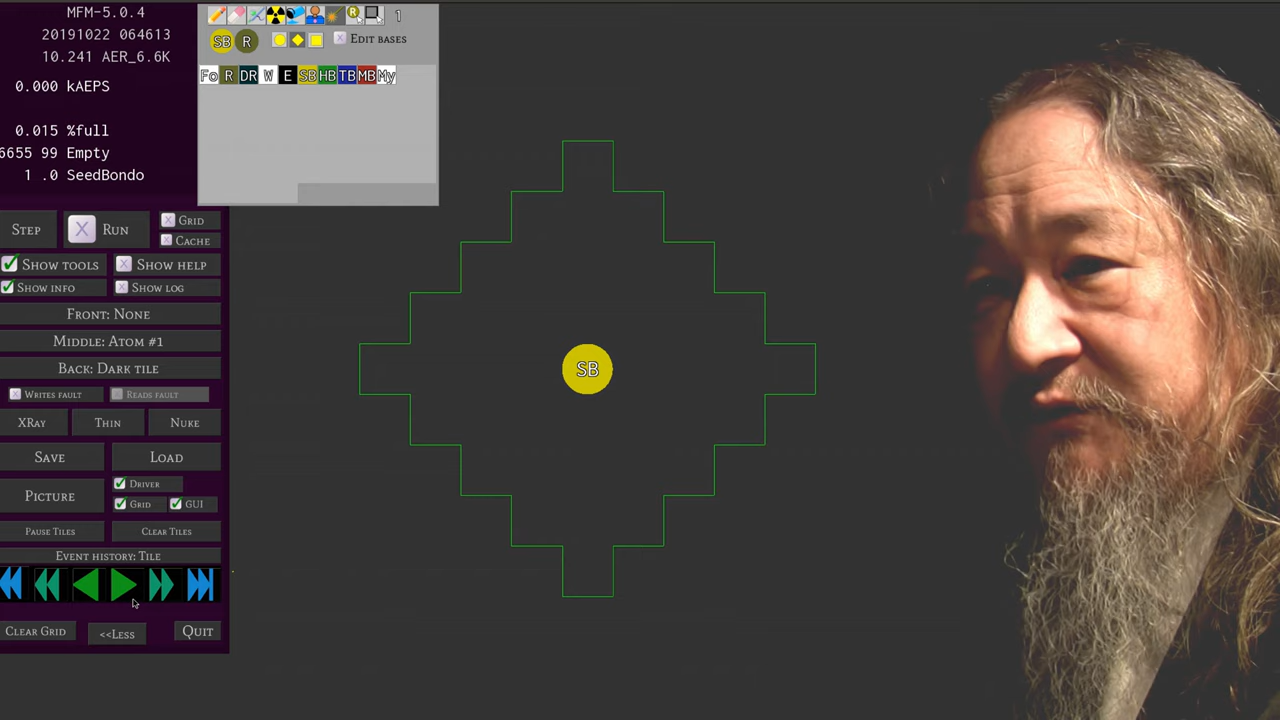 MFM-5.0.4
20191022 064613
10.241 AER_6.6K
0.000 kAEPS
0.015 %full
6655 99 Empty
1 .0 SeedBondo
R
1
SB R
Edit bases
Fo R DR W E SB HB TB MB My
Step
Run
Grid
Cache
Show tools
Show help
Show info
Show log
Front: None
Middle: Atom #1
Back: Dark tile
Writes fault
Reads fault
XRay
Thin
Nuke
Save
Load
Picture
Driver
Grid
GUI
Pause Tiles
Clear Tiles
Event history: Tile
Clear Grid
<<Less
Quit
SB